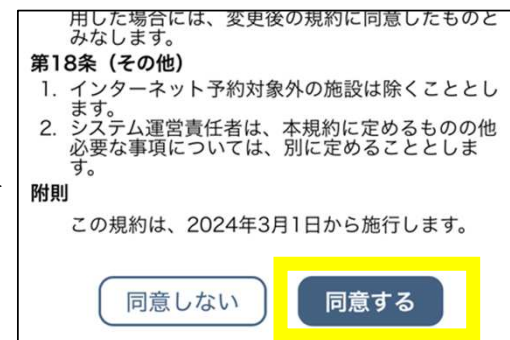 用した場合には、変更後の規約に同意したものと
みなします。
第18条（その他）
1. インターネット予約対象外の施設は除くこととし
ます。
2. システム運営責任者は、本規約に定めるものの他
必要な事項については、別に定めることとしま
す。
附則
この規約は、2024年3月1日から施行します。
同意しない
同意する